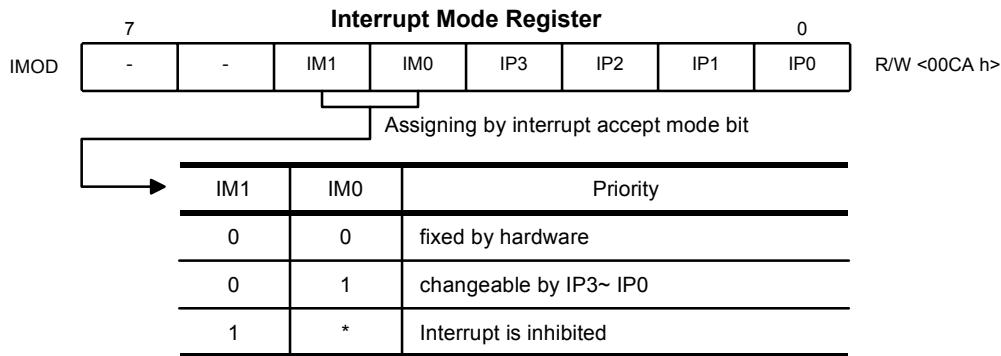 Interrupt Mode Register
7 0
IMOD - - IM1 IM0 IP3 IP2 IP1 IP0 R/W <00CA h>
Assigning by interrupt accept mode bit
IM1 IM0 Priority
0 0 fixed by hardware
0 1 changeable by IP3~ IP0
1 * Interrupt is inhibited